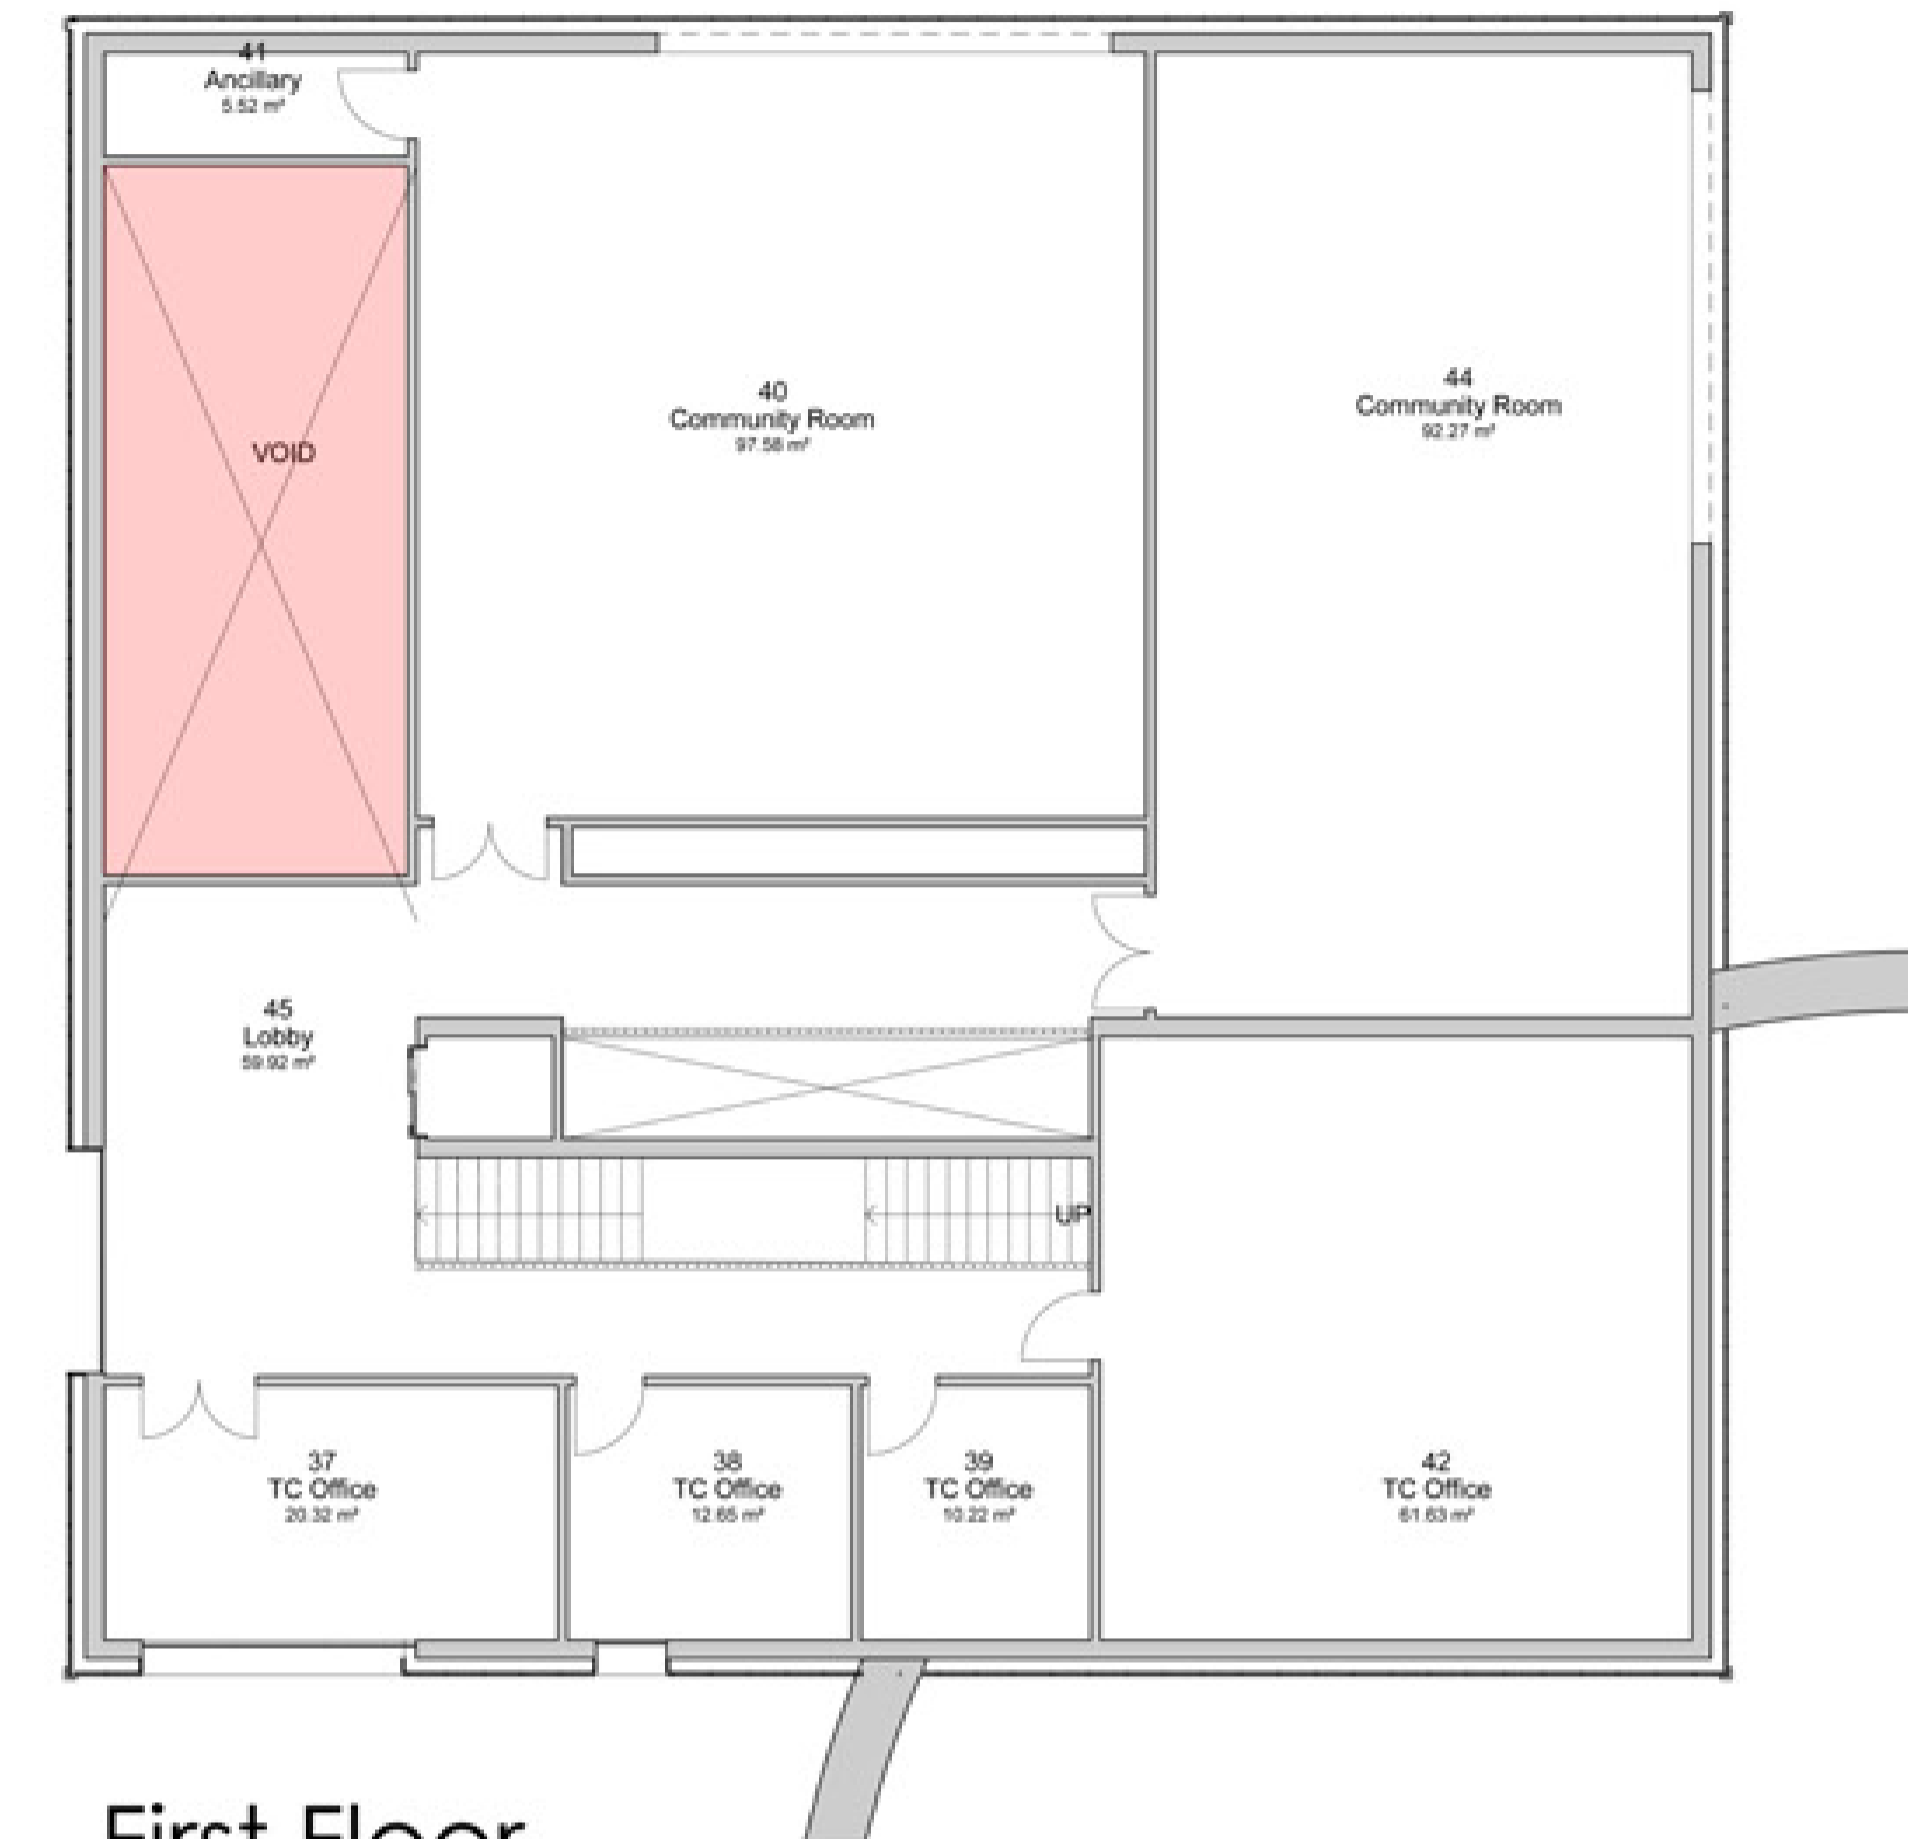 41
Ancillary
5.52 m²
VOID
40
Community Room
97.58 m²
44
Community Room
92.27 m²
45
Lobby
59.92 m²
UP
37
TC Office
20.32 m²
38
TC Office
12.65 m²
39
TC Office
10.22 m²
42
TC Office
61.63 m²
First Floor